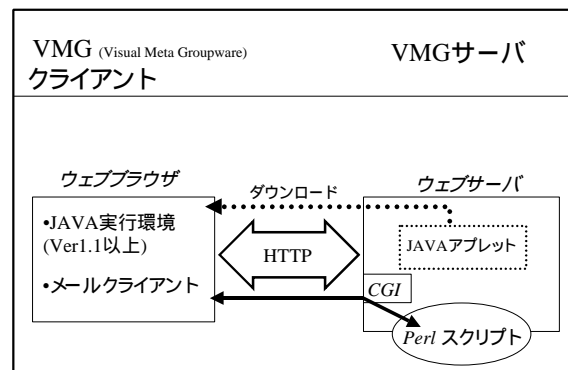 VMG (Visual Meta Groupware)
クライアント
VMGサーバ
ウェブブラウザ
•JAVA実行環境
(Ver1.1以上)
•メールクライアント
ダウンロード
HTTP
ウェブサーバ
JAVAアプレット
CGI
Perl スクリプト